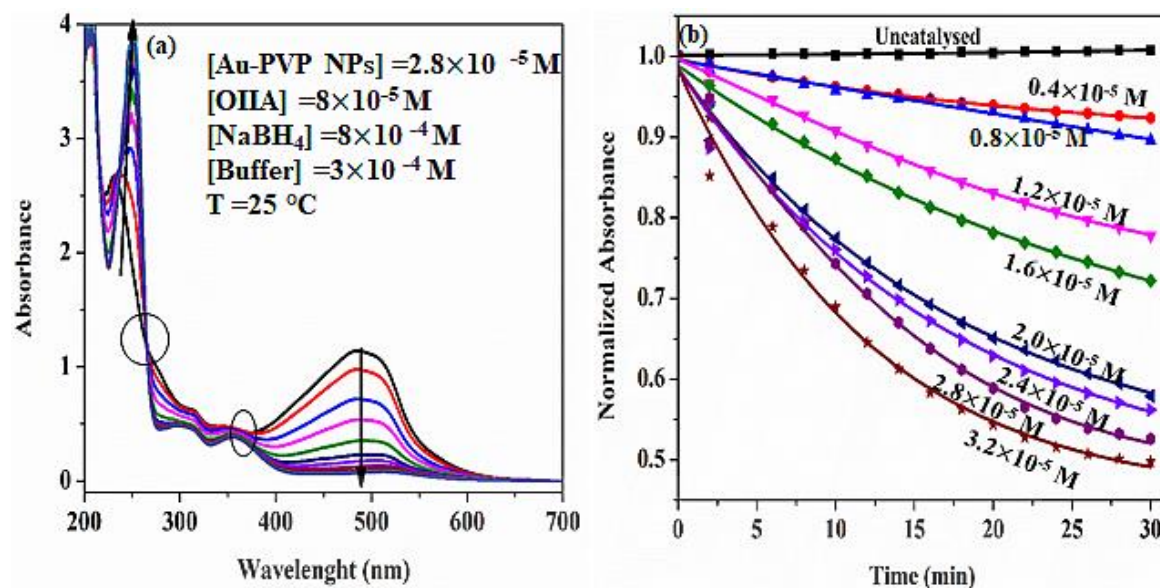 (a)
[Au-PVP NPs] =2.8×10 ⁻⁵ M
[OIIA] =8×10⁻⁵ M
[NaBH₄] =8×10 ⁻⁴ M
[Buffer] =3×10 ⁻⁴ M
T =25 °C
4
3
2
1
0
Absorbance
200 300 400 500 600 700
Wavelenght (nm)
(b)
Uncatalysed
0.4×10⁻⁵ M
0.8×10⁻⁵ M
1.2×10⁻⁵ M
1.6×10⁻⁵ M
2.0×10⁻⁵ M
2.4×10⁻⁵ M
2.8×10⁻⁵ M
3.2×10⁻⁵ M
1.0
0.9
0.8
0.7
0.6
0.5
Normalized Absorbance
0 5 10 15 20 25 30
Time (min)